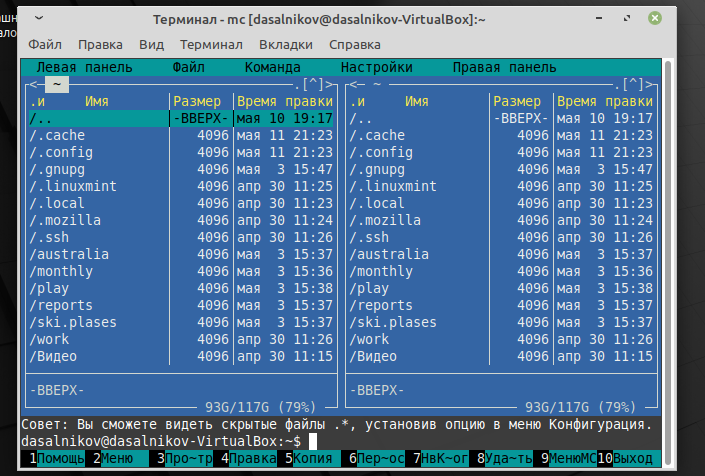 Терминал - mc [dasalnikov@dasalnikov-VirtualBox]:~
Файл Правка Вид Терминал Вкладки Справка
Левая панель Файл Команда Настройки Правая панель
<— ~ .[^]> <— ~ .[^]>
.и Имя Размер Время правки .и Имя Размер Время правки
/.. -ВВЕРХ- мая 10 19:17 /.. -ВВЕРХ- мая 10 19:17
/.cache 4096 мая 11 21:23 /.cache 4096 мая 11 21:23
/.config 4096 мая 11 21:23 /.config 4096 мая 11 21:23
/.gnupg 4096 мая 3 15:47 /.gnupg 4096 мая 3 15:47
/.linuxmint 4096 апр 30 11:25 /.linuxmint 4096 апр 30 11:25
/.local 4096 апр 30 11:23 /.local 4096 апр 30 11:23
/.mozilla 4096 апр 30 11:24 /.mozilla 4096 апр 30 11:24
/.ssh 4096 апр 30 11:26 /.ssh 4096 апр 30 11:26
/australia 4096 мая 3 15:37 /australia 4096 мая 3 15:37
/monthly 4096 мая 3 15:36 /monthly 4096 мая 3 15:36
/play 4096 мая 3 15:38 /play 4096 мая 3 15:38
/reports 4096 мая 3 15:37 /reports 4096 мая 3 15:37
/ski.plases 4096 мая 3 15:37 /ski.plases 4096 мая 3 15:37
/work 4096 апр 30 11:26 /work 4096 апр 30 11:26
/Видео 4096 апр 30 11:15 /Видео 4096 апр 30 11:15
-ВВЕРХ- -ВВЕРХ-
93G/117G (79%) 93G/117G (79%)
Совет: Вы сможете видеть скрытые файлы .*, установив опцию в меню Конфигурация.
dasalnikov@dasalnikov-VirtualBox:~$
1Помощь 2Меню 3Про~тр 4Правка 5Копия 6Пер~ос 7НвК~ог 8Уда~ть 9МенюМС 10Выход